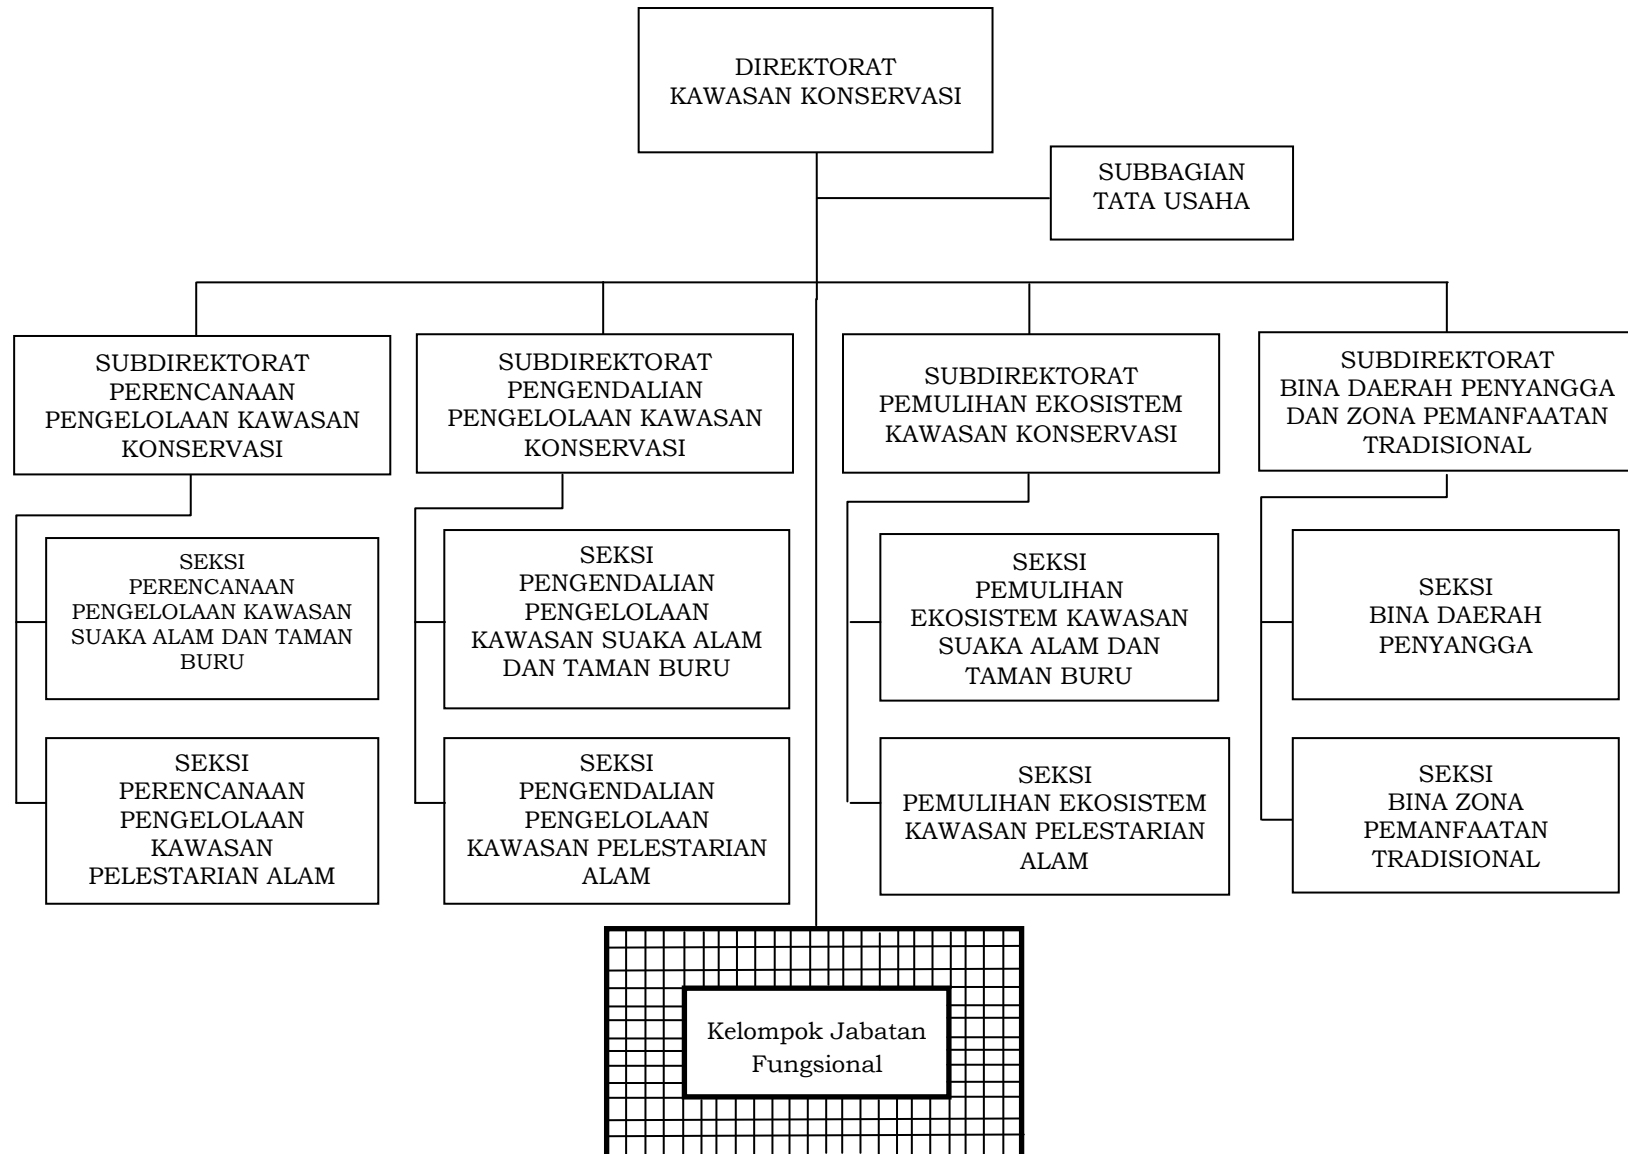 DIREKTORAT
KAWASAN KONSERVASI
SUBBAGIAN
TATA USAHA
SUBDIREKTORAT
PERENCANAAN
PENGELOLAAN KAWASAN
KONSERVASI
SUBDIREKTORAT
PENGENDALIAN
PENGELOLAAN KAWASAN
KONSERVASI
SUBDIREKTORAT
PEMULIHAN EKOSISTEM
KAWASAN KONSERVASI
SUBDIREKTORAT
BINA DAERAH PENYANGGA
DAN ZONA PEMANFAATAN
TRADISIONAL
SEKSI
PERENCANAAN
PENGELOLAAN KAWASAN
SUAKA ALAM DAN TAMAN
BURU
SEKSI
PENGENDALIAN
PENGELOLAAN
KAWASAN SUAKA ALAM
DAN TAMAN BURU
SEKSI
PEMULIHAN
EKOSISTEM KAWASAN
SUAKA ALAM DAN
TAMAN BURU
SEKSI
BINA DAERAH
PENYANGGA
SEKSI
PERENCANAAN
PENGELOLAAN
KAWASAN
PELESTARIAN ALAM
SEKSI
PENGENDALIAN
PENGELOLAAN
KAWASAN PELESTARIAN
ALAM
SEKSI
PEMULIHAN EKOSISTEM
KAWASAN PELESTARIAN
ALAM
SEKSI
BINA ZONA
PEMANFAATAN
TRADISIONAL
Kelompok Jabatan
Fungsional